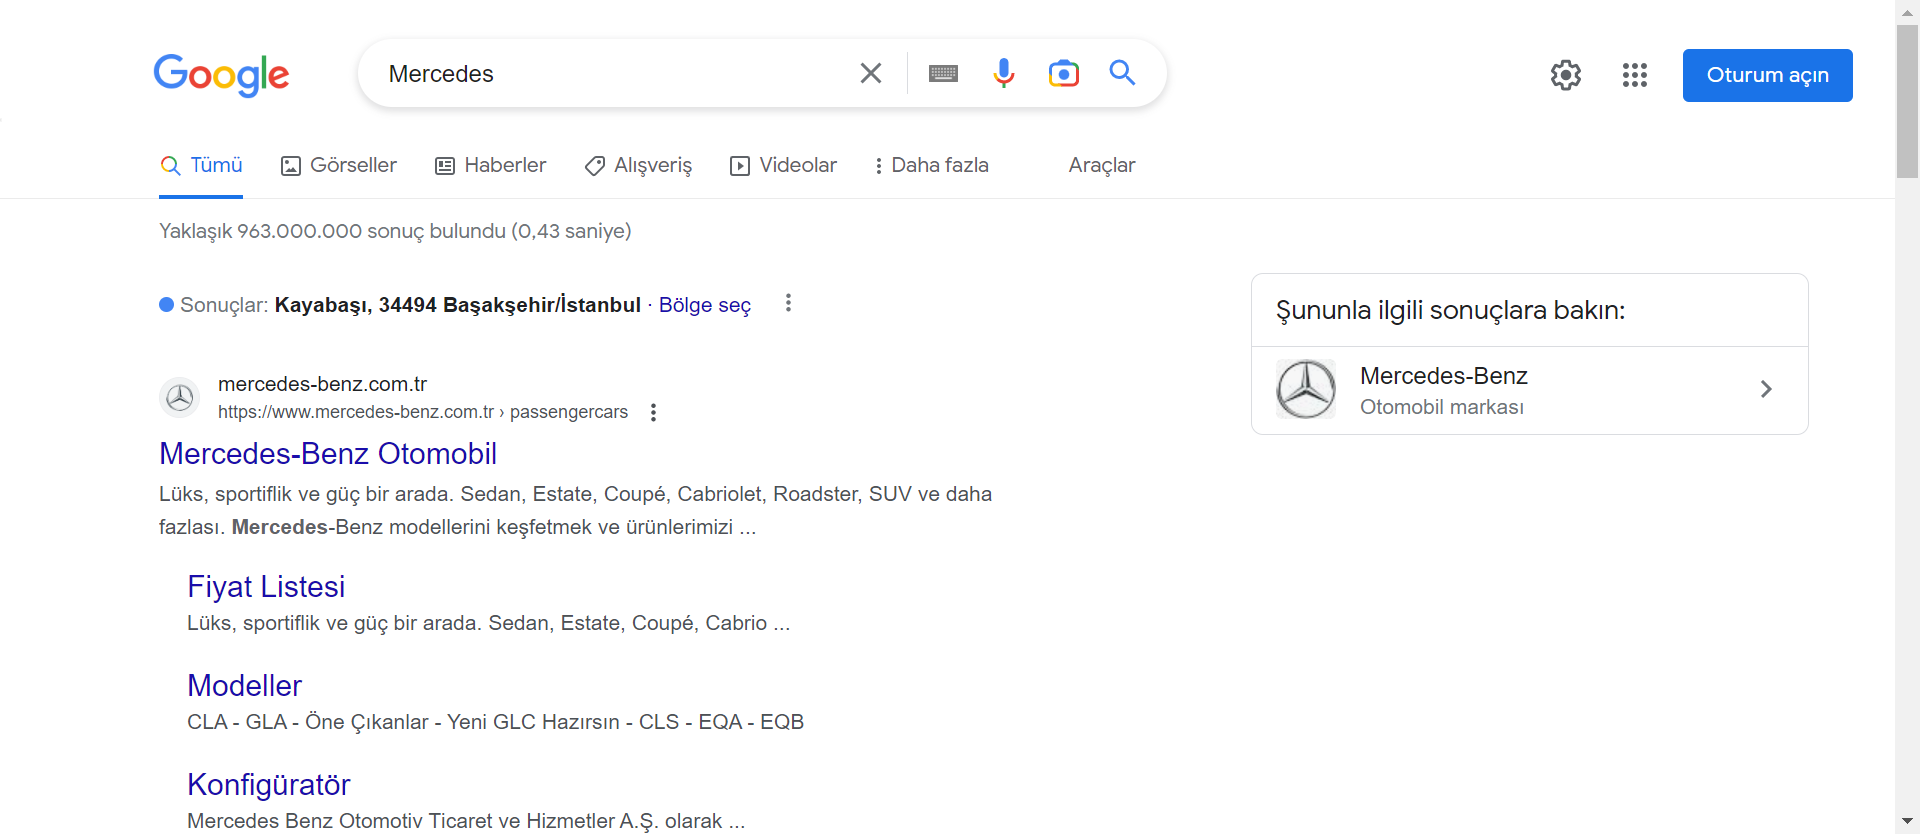 Google
Mercedes
Oturum açın
Tümü
Görseller
Haberler
Alışveriş
Videolar
Daha fazla
Araçlar
Yaklaşık 963.000.000 sonuç bulundu (0,43 saniye)
Sonuçlar: Kayabaşı, 34494 Başakşehir/İstanbul · Bölge seç
mercedes-benz.com.tr
https://www.mercedes-benz.com.tr › passengercars
Mercedes-Benz Otomobil
Lüks, sportiflik ve güç bir arada. Sedan, Estate, Coupé, Cabriolet, Roadster, SUV ve daha
fazlası. Mercedes-Benz modellerini keşfetmek ve ürünlerimizi ...
Fiyat Listesi
Lüks, sportiflik ve güç bir arada. Sedan, Estate, Coupé, Cabrio ...
Modeller
CLA - GLA - Öne Çıkanlar - Yeni GLC Hazırsın - CLS - EQA - EQB
Konfigüratör
Mercedes Benz Otomotiv Ticaret ve Hizmetler A.Ş. olarak ...
Şununla ilgili sonuçlara bakın:
Mercedes-Benz
Otomobil markası